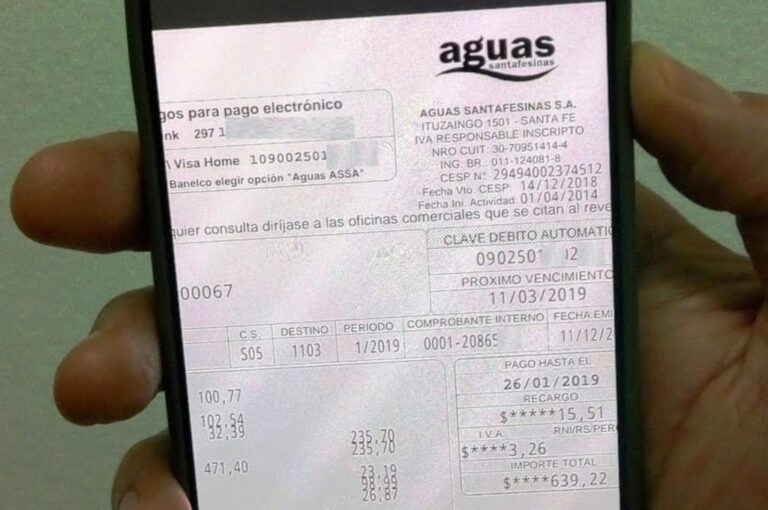 aguas
santafesinas
gos para pago electrónico
nk 297 1
\ Visa Home 109002501
Banelco elegir opción "Aguas ASSA"
AGUAS SANTAFESINAS S.A.
ITUZAINGO 1501 - SANTA FE
IVA RESPONSABLE INSCRIPTO
NRO CUIT: 30-70951414-4
ING. BR.: 011-124081-8
CESP N°: 29494002374512
Fecha Vto. CESP: 14/12/2018
Fecha Ini. Actividad: 01/04/2014
quier consulta diríjase a las oficinas comerciales que se citan al reve
CLAVE DEBITO AUTOMATIC
0902501 02
PROXIMO VENCIMIENTO
11/03/2019
00067
C.S. DESTINO PERIODO COMPROBANTE INTERNO FECHA EMI
S05 1103 1/2019 0001-20865 11/12/2
PAGO HASTA EL
26/01/2019
RECARGO
$*****15,51
I.V.A. RNI/RS/PER
$****3,26
IMPORTE TOTAL
$****639,22
100,77
102,54
32,39 235,70
235,70
471,40 23,19
98,99
26,87